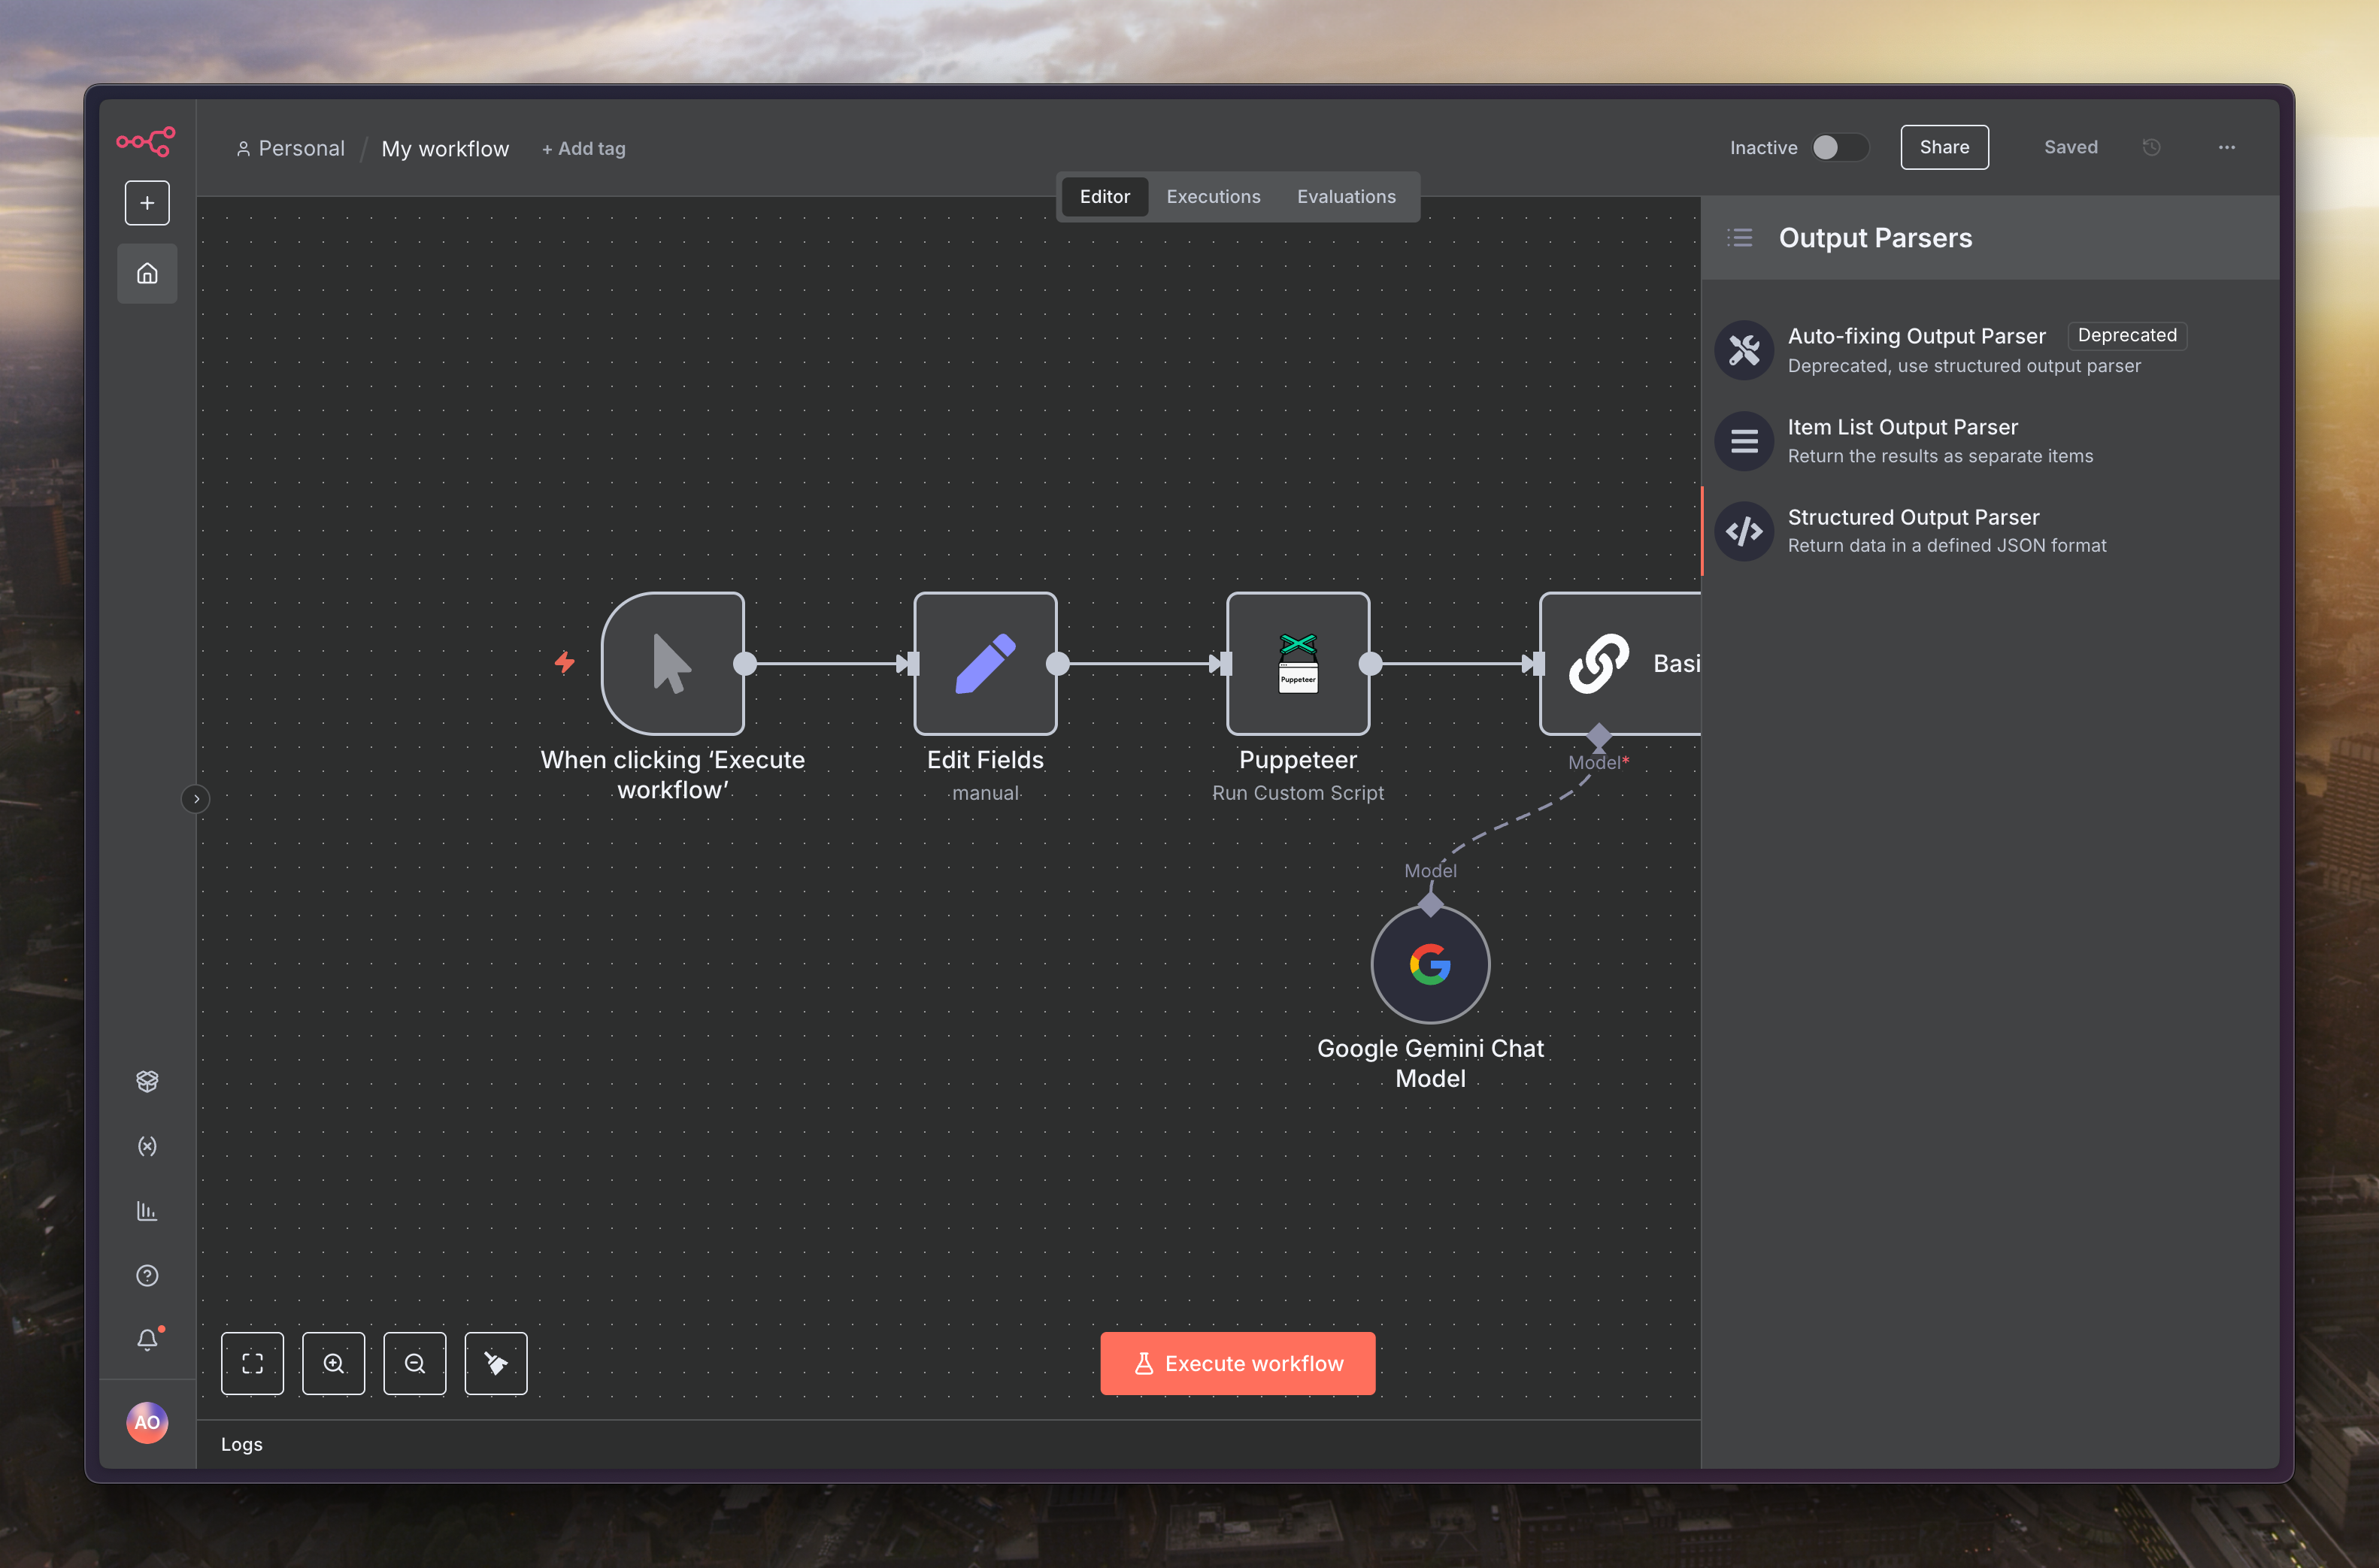 Personal / My workflow + Add tag
Inactive Share Saved
Editor Executions Evaluations
Output Parsers
Auto-fixing Output Parser Deprecated
Deprecated, use structured output parser
Item List Output Parser
Return the results as separate items
Structured Output Parser
Return data in a defined JSON format
Puppeteer
Basi
When clicking ‘Execute
workflow’
Edit Fields
manual
Puppeteer
Run Custom Script
Model*
Model
Google Gemini Chat
Model
Execute workflow
AO
Logs